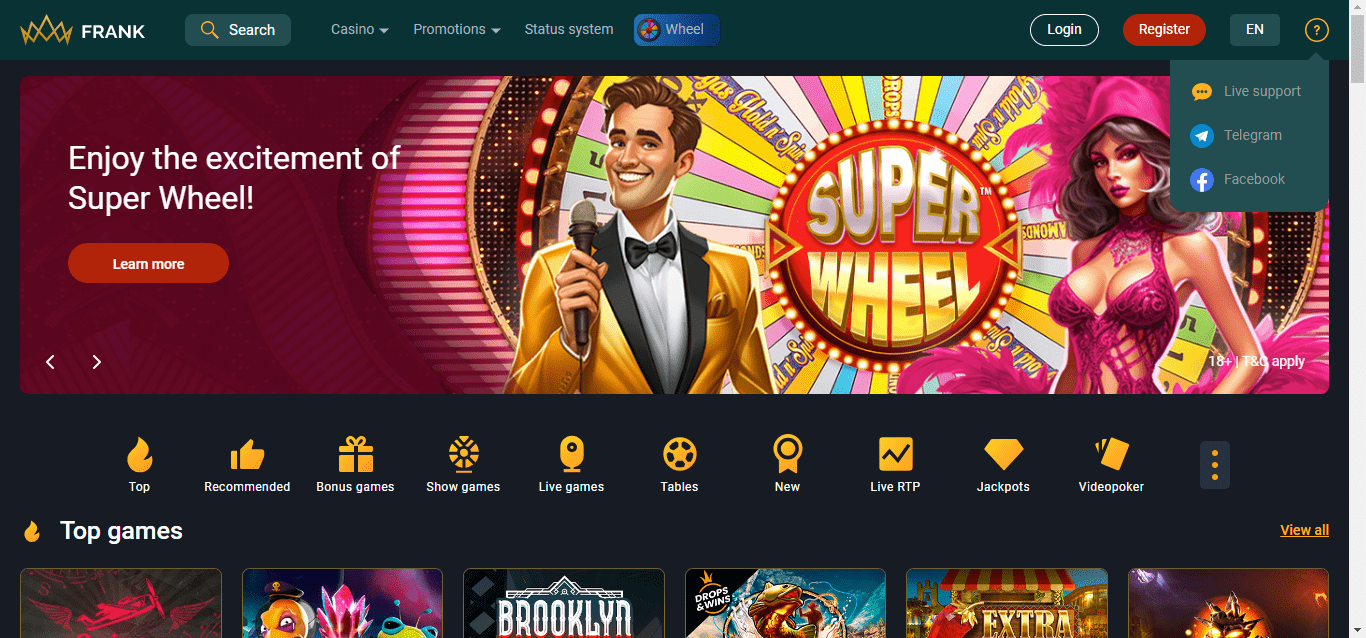 FRANK
Search
Casino
Promotions
Status system
Wheel
Login
Register
EN
?
Live support
Telegram
Facebook
Enjoy the excitement of
Super Wheel!
Learn more
SUPER
WHEEL
TM
18+ | T&C apply
Top
Recommended
Bonus games
Show games
Live games
Tables
New
Live RTP
Jackpots
Videopoker
Top games
View all
BROOKLYN
DROPS
&WINS
EXTRA